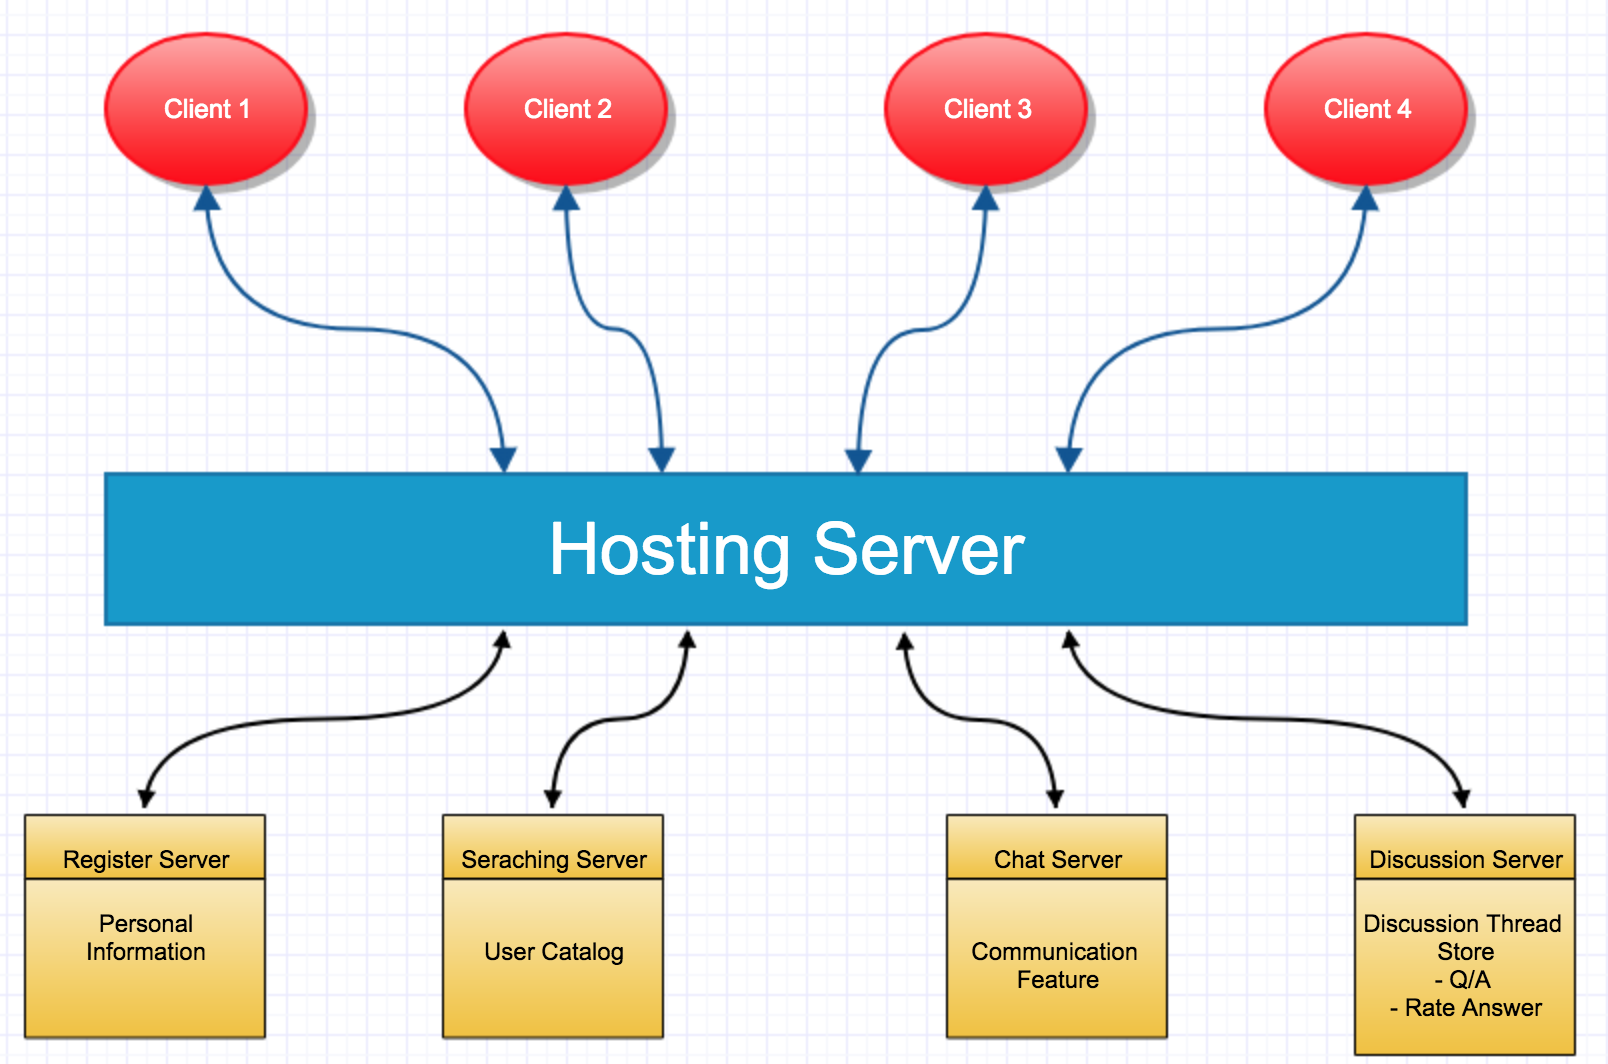 Client 1
Client 2
Client 3
Client 4
Hosting Server
Register Server
Personal
Information
Seraching Server
User Catalog
Chat Server
Communication
Feature
Discussion Server
Discussion Thread
Store
- Q/A
- Rate Answer